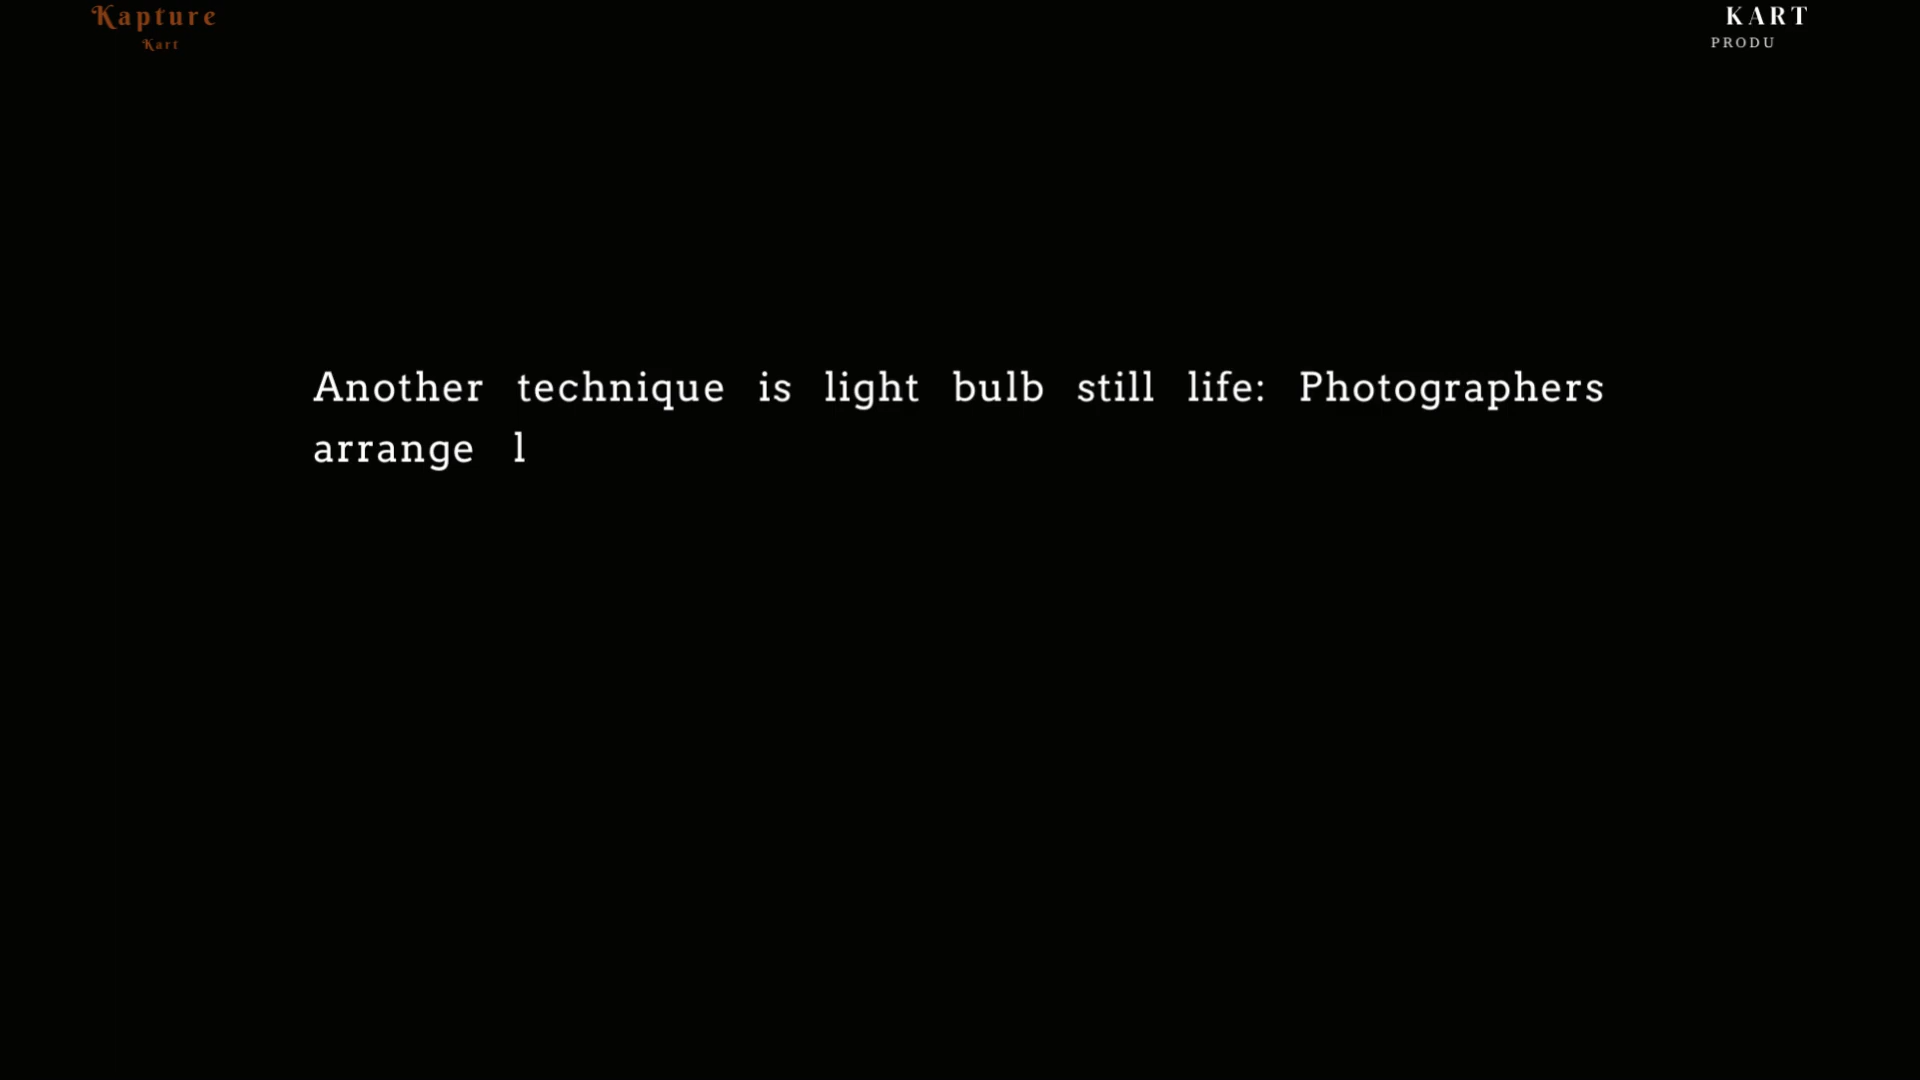 Kapture
Kart
KART
PRODU
Another technique is light bulb still life: Photographers
arrange l